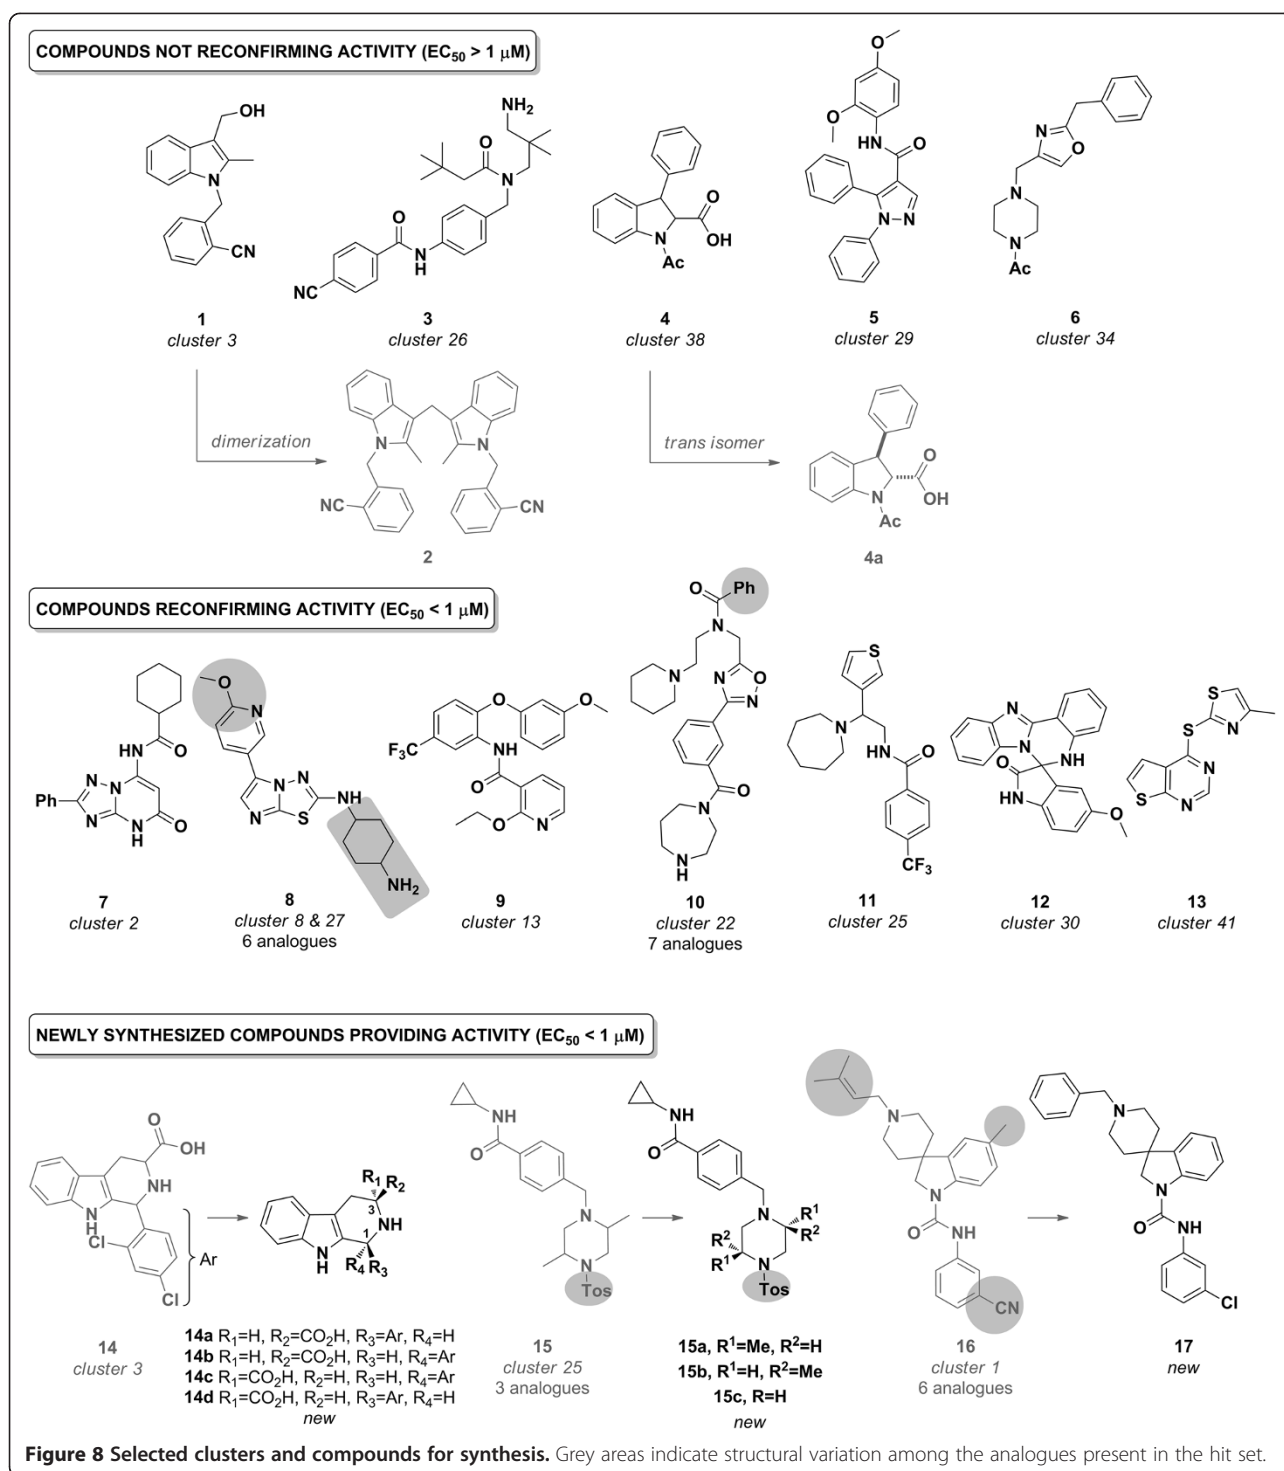 COMPOUNDS NOT RECONFIRMING ACTIVITY (EC50 > 1 μM)
OH
N
CN
1
cluster 3
NH2
O
N
O
N
H
NC
3
cluster 26
O
OH
N
Ac
4
cluster 38
O
O
HN
O
N
N
5
cluster 29
N
O
N
N
Ac
6
cluster 34
dimerization
N
N
NC
CN
2
trans isomer
O
OH
N
Ac
4a
COMPOUNDS RECONFIRMING ACTIVITY (EC50 < 1 μM)
HN
O
N
N
Ph
N
N
H
O
7
cluster 2
O
N
N
N
NH
N
S
NH2
8
cluster 8 & 27
6 analogues
O
O
F3C
NH
O
O
N
9
cluster 13
O
Ph
N
N
N
O
N
O
N
N
H
10
cluster 22
7 analogues
S
N
HN
O
CF3
11
cluster 25
N
N
O
NH
HN
O
12
cluster 30
S
N
S
N
S
N
13
cluster 41
NEWLY SYNTHESIZED COMPOUNDS PROVIDING ACTIVITY (EC50 < 1 μM)
O
OH
NH
N
H
Cl
Cl
Ar
14
cluster 3
R1
R2
3
NH
1
N
H
R4
R3
14a R1=H, R2=CO2H, R3=Ar, R4=H
14b R1=H, R2=CO2H, R3=H, R4=Ar
14c R1=CO2H, R2=H, R3=H, R4=Ar
14d R1=CO2H, R2=H, R3=Ar, R4=H
new
NH
O
N
N
Tos
15
cluster 25
3 analogues
NH
O
N
R1
R2
R2
R1
N
Tos
15a, R1=Me, R2=H
15b, R1=H, R2=Me
15c, R=H
new
N
N
O
NH
CN
16
cluster 1
6 analogues
N
N
O
NH
Cl
17
new
Figure 8 Selected clusters and compounds for synthesis. Grey areas indicate structural variation among the analogues present in the hit set.